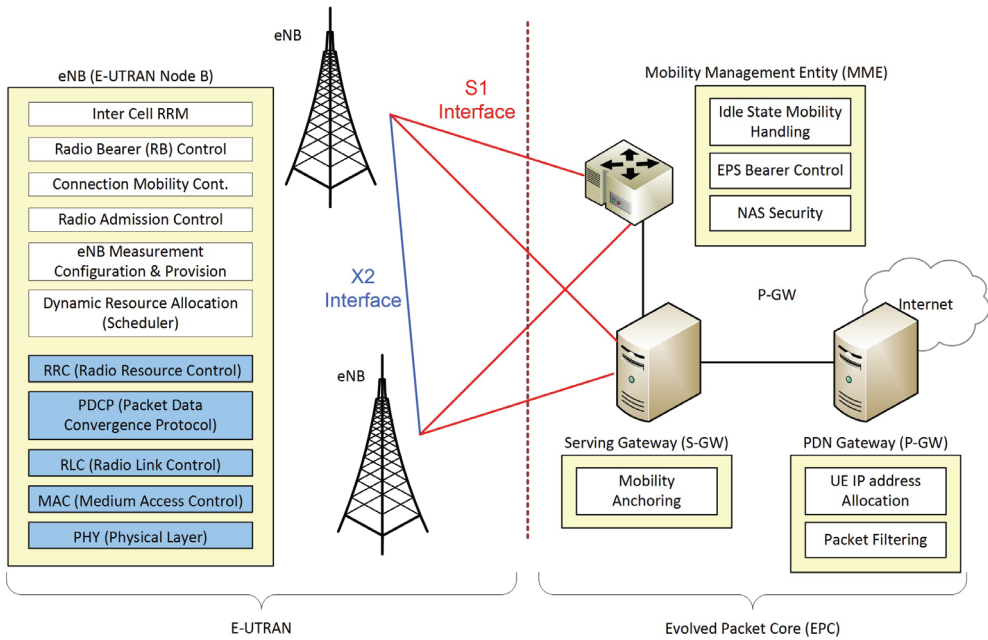 eNB
eNB (E-UTRAN Node B)
Inter Cell RRM
Radio Bearer (RB) Control
Connection Mobility Cont.
Radio Admission Control
eNB Measurement
Configuration & Provision
Dynamic Resource Allocation
(Scheduler)
RRC (Radio Resource Control)
PDCP (Packet Data
Convergence Protocol)
RLC (Radio Link Control)
MAC (Medium Access Control)
PHY (Physical Layer)
S1
Interface
X2
Interface
eNB
Mobility Management Entity (MME)
Idle State Mobility
Handling
EPS Bearer Control
NAS Security
P-GW
Internet
Serving Gateway (S-GW)
Mobility
Anchoring
PDN Gateway (P-GW)
UE IP address
Allocation
Packet Filtering
E-UTRAN
Evolved Packet Core (EPC)